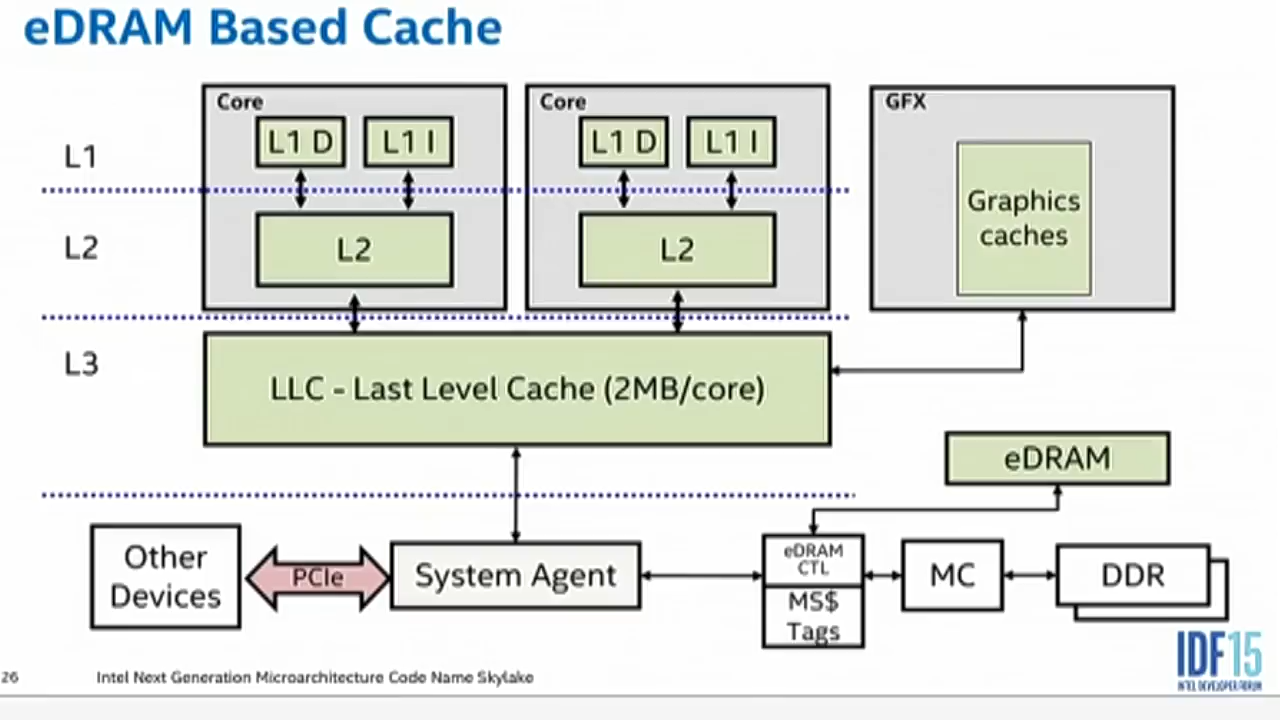 eDRAM Based Cache
Core
Core
GFX
L1
L1 D
L1 I
L1 D
L1 I
Graphics
caches
L2
L2
L2
L3
LLC - Last Level Cache (2MB/core)
eDRAM
Other
Devices
PCIe
System Agent
eDRAM
CTL
MS$
Tags
MC
DDR
26
Intel Next Generation Microarchitecture Code Name Skylake
IDF15
INTEL DEVELOPER FORUM